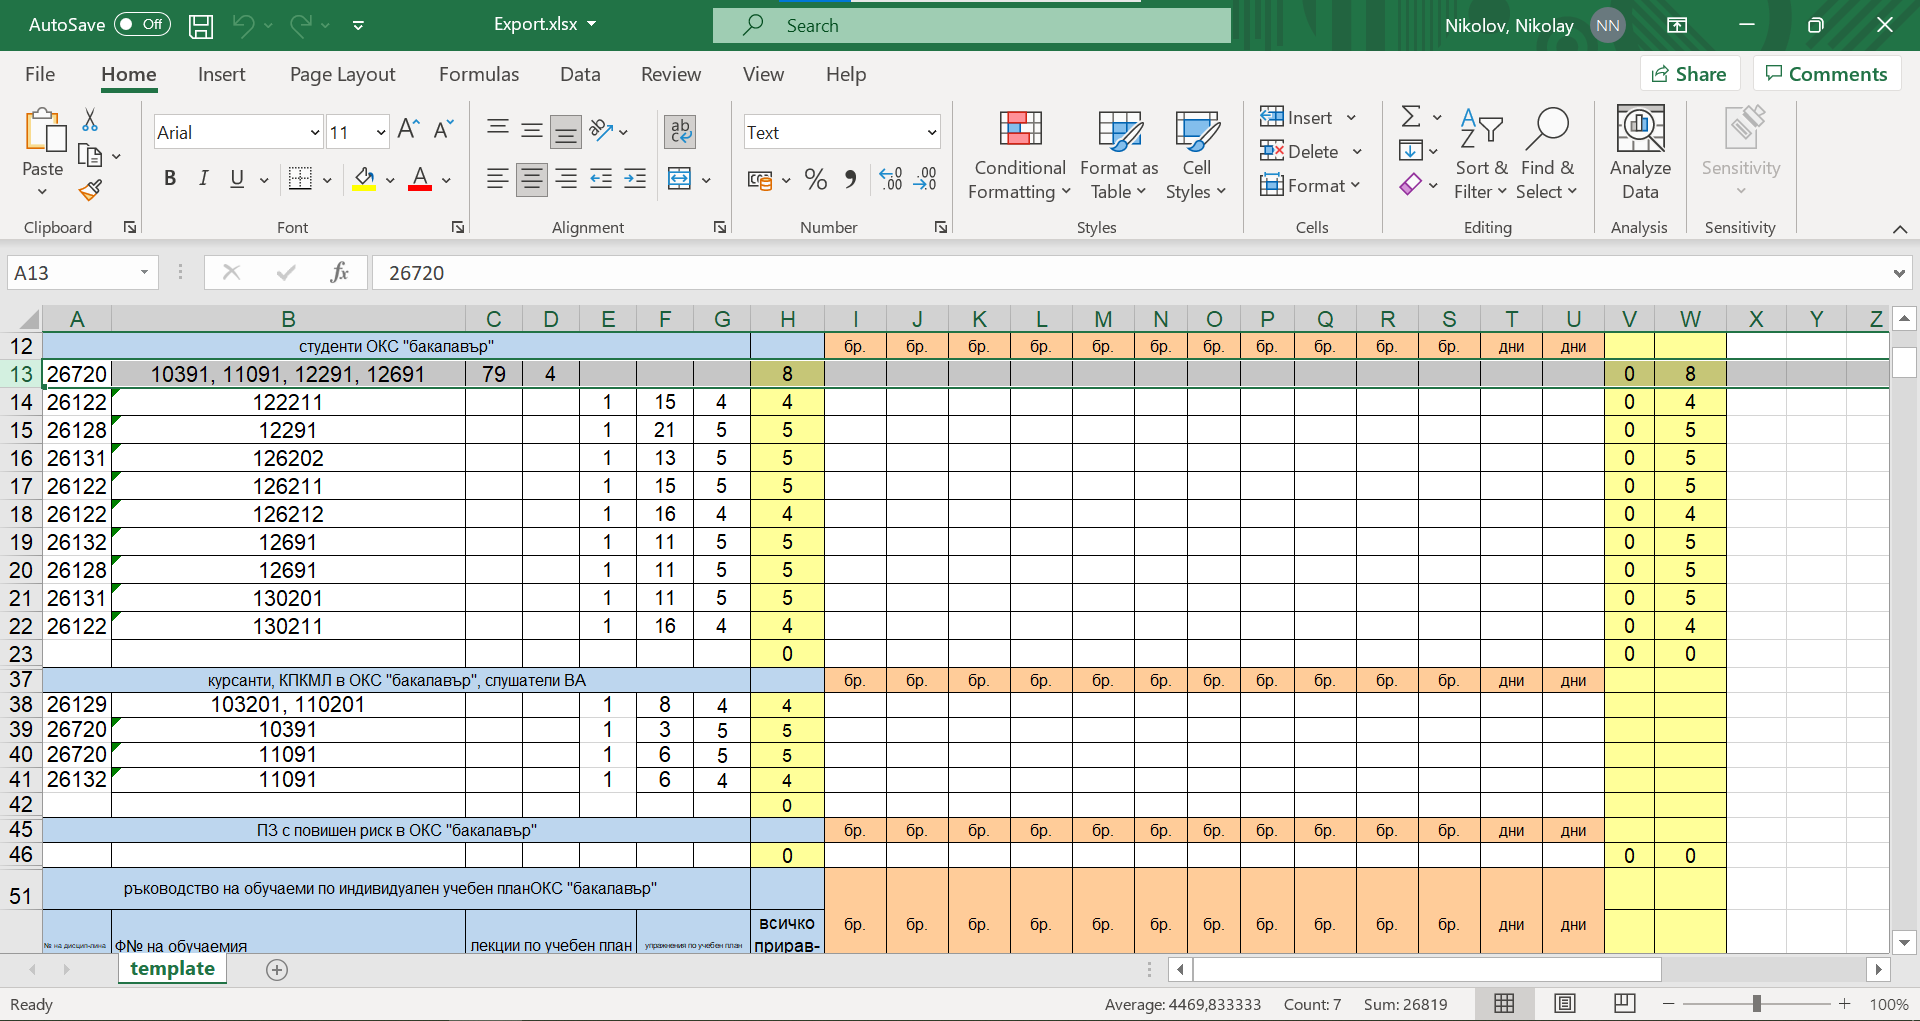 AutoSave Off Export.xlsx Search Nikolov, Nikolay NN
File Home Insert Page Layout Formulas Data Review View Help Share Comments
Paste
Clipboard
Arial 11
B I U A
Font
ab
Alignment
Text
% .00
Number
Conditional Formatting
Format as Table
Cell Styles
Styles
Insert
Delete
Format
Cells
Sort & Filter
Find & Select
Editing
Analyze Data
Analysis
Sensitivity
Sensitivity
A13 fx 26720
A B C D E F G H I J K L M N O P Q R S T U V W X Y Z
12 студенти ОКС "бакалавър" бр. бр. бр. бр. бр. бр. бр. бр. бр. бр. бр. дни дни
13 26720 10391, 11091, 12291, 12691 79 4 8 0 8
14 26122 122211 1 15 4 4 0 4
15 26128 12291 1 21 5 5 0 5
16 26131 126202 1 13 5 5 0 5
17 26122 126211 1 15 5 5 0 5
18 26122 126212 1 16 4 4 0 4
19 26132 12691 1 11 5 5 0 5
20 26128 12691 1 11 5 5 0 5
21 26131 130201 1 11 5 5 0 5
22 26122 130211 1 16 4 4 0 4
23 0 0 0
37 курсанти, КПКМЛ в ОКС "бакалавър", слушатели ВА бр. бр. бр. бр. бр. бр. бр. бр. бр. бр. бр. дни дни
38 26129 103201, 110201 1 8 4 4
39 26720 10391 1 3 5 5
40 26720 11091 1 6 5 5
41 26132 11091 1 6 4 4
42 0
45 ПЗ с повишен риск в ОКС "бакалавър" бр. бр. бр. бр. бр. бр. бр. бр. бр. бр. бр. дни дни
46 0 0 0
51 ръководство на обучаеми по индивидуален учебен планОКС "бакалавър"
№ на дисцип-лина Ф№ на обучаемия лекции по учебен план упражнения по учебен план всичко прирав- бр. бр. бр. бр. бр. бр. бр. бр. бр. бр. бр. дни дни
template
Ready Average: 4469,833333 Count: 7 Sum: 26819 100%